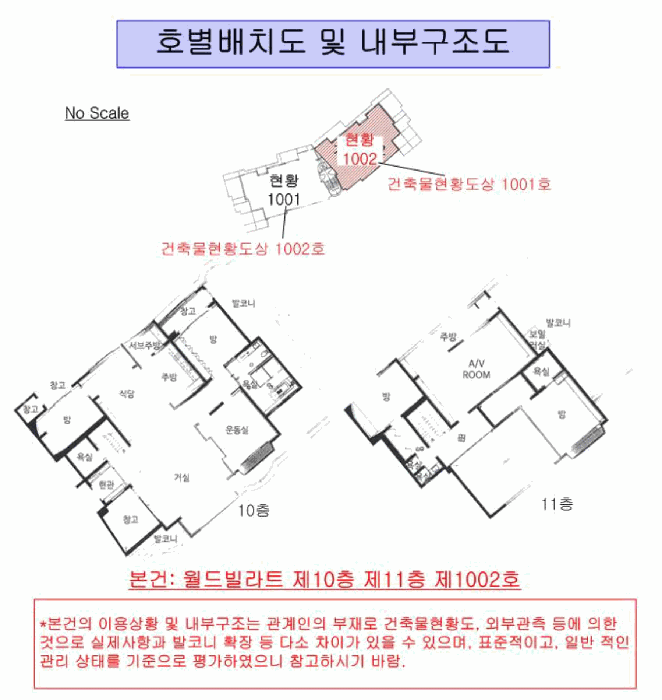 호별배치도 및 내부구조도
No Scale
현황
1002
건축물현황도상 1001호
현황
1001
건축물현황도상 1002호
창고
발코니
서브주방
방
주방
욕실
창고
식당
창고
방
운동실
욕실
거실
현관
창고
발코니
10층
주방
발코니
보일
러실
A/V
ROOM
욕실
방
방
욕실
11층
본건: 월드빌라트 제10층 제11층 제1002호
*본건의 이용상황 및 내부구조는 관계인의 부재로 건축물현황도, 외부관측 등에 의한
것으로 실제사항과 발코니 확장 등 다소 차이가 있을 수 있으며, 표준적이고, 일반 적인
관리 상태를 기준으로 평가하였으니 참고하시기 바람.